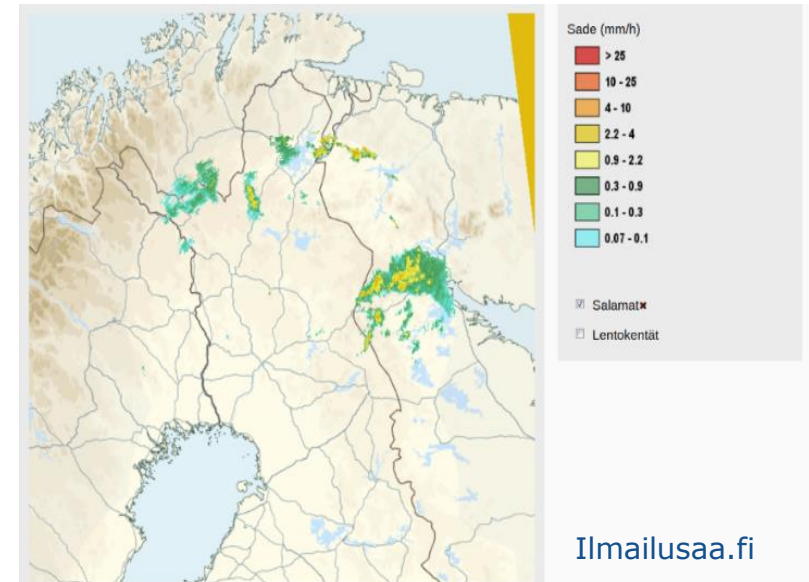 Sade (mm/h)
> 25
10 - 25
4 - 10
2.2 - 4
0.9 - 2.2
0.3 - 0.9
0.1 - 0.3
0.07 - 0.1
Salamat×
Lentokentät
Ilmailusaa.fi